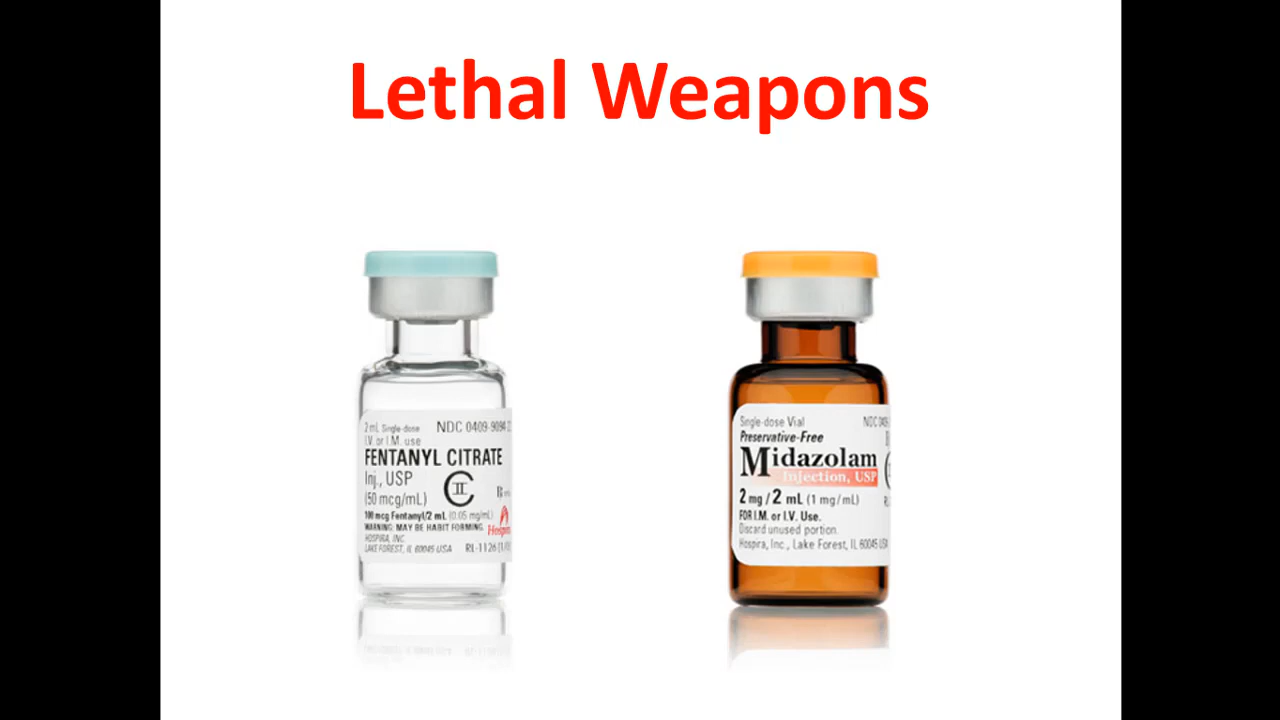 Lethal Weapons
2 mL Single-dose NDC 0409-9094
I.V. or I.M. use
FENTANYL CITRATE
Inj., USP
CII
(50 mcg/mL)
100 mcg Fentanyl/2 mL (0.05 mg/mL)
WARNING: MAY BE HABIT FORMING.
HOSPIRA, INC.
LAKE FOREST, IL 60045 USA RL-1126
Single-dose Vial NDC
Preservative-Free
Midazolam
Injection, USP
2 mg / 2 mL (1 mg/mL)
FOR I.M. or I.V. Use.
Discard unused portion.
Hospira, Inc., Lake Forest, IL 60045 USA